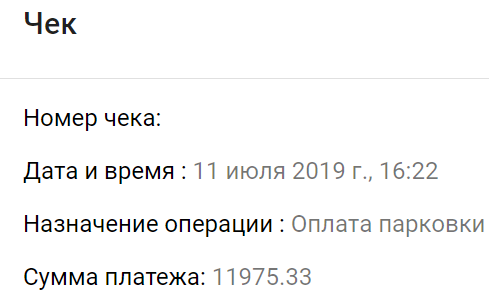 Чек
Номер чека:
Дата и время : 11 июля 2019 г., 16:22
Назначение операции : Оплата парковки
Сумма платежа: 11975.33